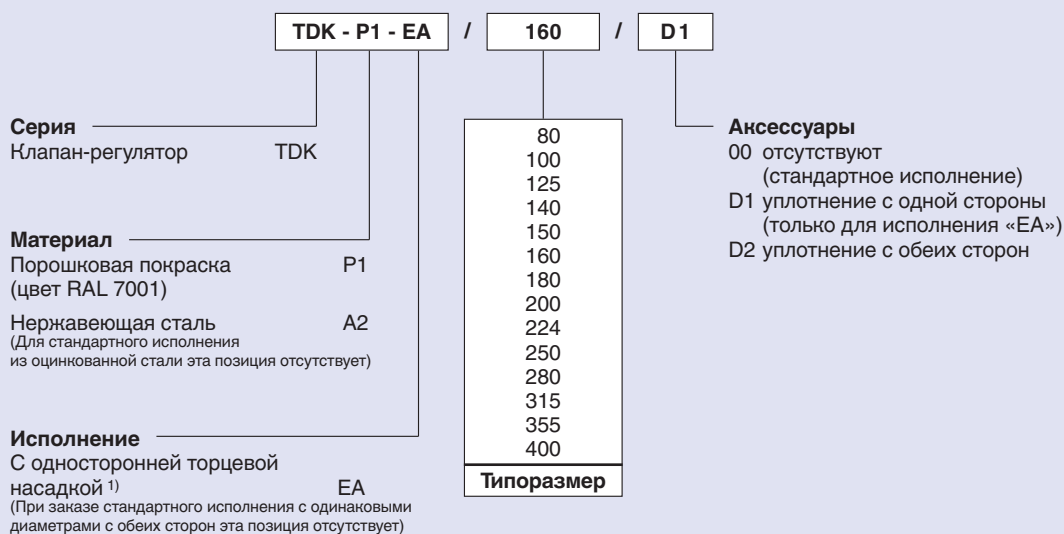 TDK - P1 - EA / 160 / D1
Серия
Клапан-регулятор TDK
Материал
Порошковая покраска P1
(цвет RAL 7001)
Нержавеющая сталь A2
(Для стандартного исполнения
из оцинкованной стали эта позиция отсутствует)
Исполнение
С односторонней торцевой
насадкой 1) EA
(При заказе стандартного исполнения с одинаковыми
диаметрами с обеих сторон эта позиция отсутствует)
80
100
125
140
150
160
180
200
224
250
280
315
355
400
Типоразмер
Аксессуары
00 отсутствуют
(стандартное исполнение)
D1 уплотнение с одной стороны
(только для исполнения «EA»)
D2 уплотнение с обеих сторон